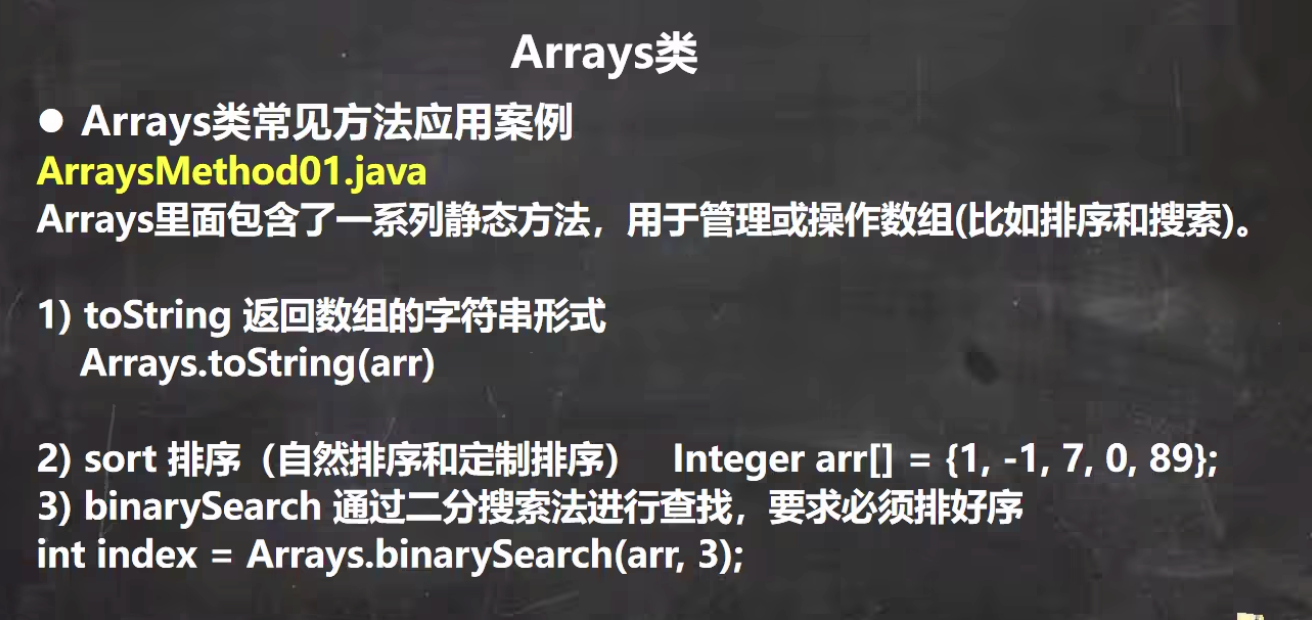 Arrays类
● Arrays类常见方法应用案例
ArraysMethod01.java
Arrays里面包含了一系列静态方法，用于管理或操作数组(比如排序和搜索)。
1) toString 返回数组的字符串形式
Arrays.toString(arr)
2) sort 排序（自然排序和定制排序） Integer arr[] = {1, -1, 7, 0, 89};
3) binarySearch 通过二分搜索法进行查找，要求必须排好序
int index = Arrays.binarySearch(arr, 3);